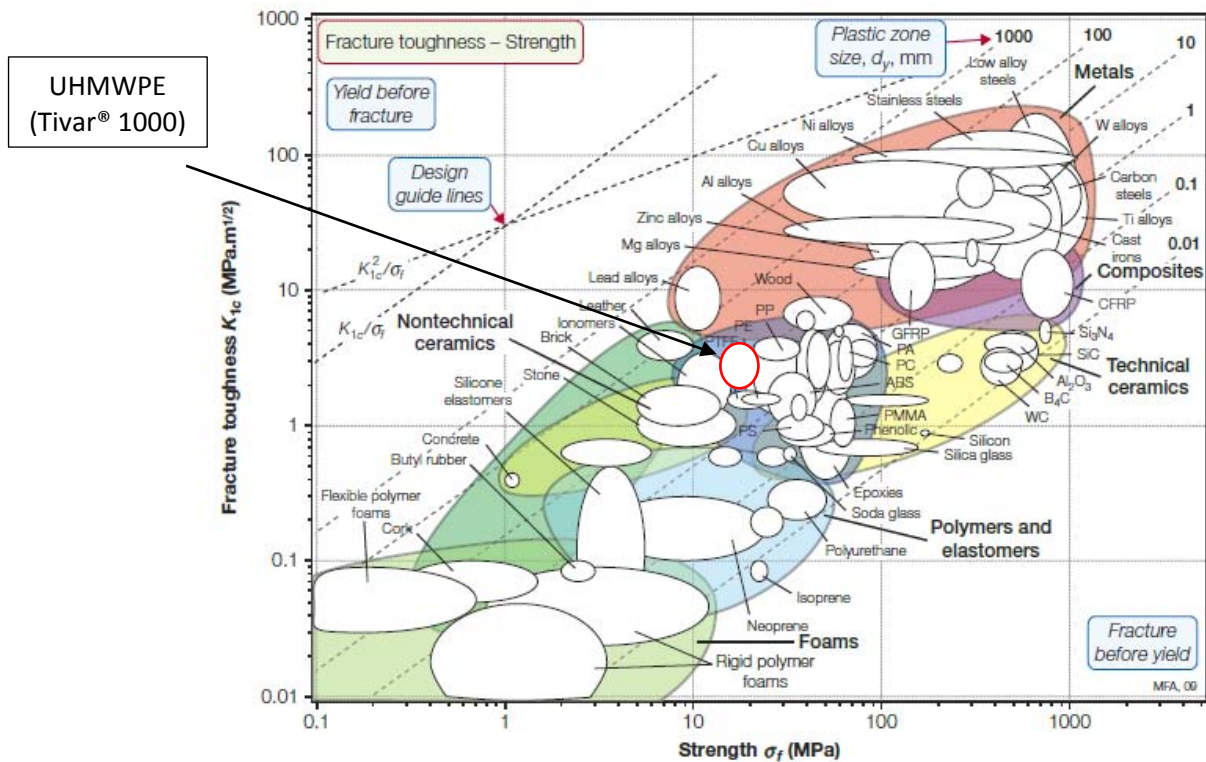 1000
100
10
1
0.1
0.01
Fracture toughness K1c (MPa.m1/2)
0.1
1
10
100
1000
Strength σf (MPa)
Fracture toughness – Strength
UHMWPE
(Tivar® 1000)
Yield before
fracture
Design
guide lines
K1c2/σf
K1c/σf
Plastic zone
size, dy, mm
1000
100
10
1
0.1
0.01
Low alloy
steels
Metals
Stainless steels
W alloys
Ni alloys
Cu alloys
Al alloys
Carbon
steels
Zinc alloys
Ti alloys
Mg alloys
Cast
irons
Composites
Lead alloys
Wood
CFRP
Leather
Ionomers
PP
GFRP
Nontechnical
ceramics
Brick
PE
PA
Si3N4
PC
SiC
Technical
ceramics
Stone
Al2O3
ABS
B4C
Silicone
elastomers
WC
PMMA
PS
Phenolic
Silicon
Silica glass
Concrete
Butyl rubber
Epoxies
Soda glass
Flexible polymer
foams
Cork
Polymers and
elastomers
Polyurethane
Isoprene
Neoprene
Foams
Rigid polymer
foams
Fracture
before yield
MFA, 09